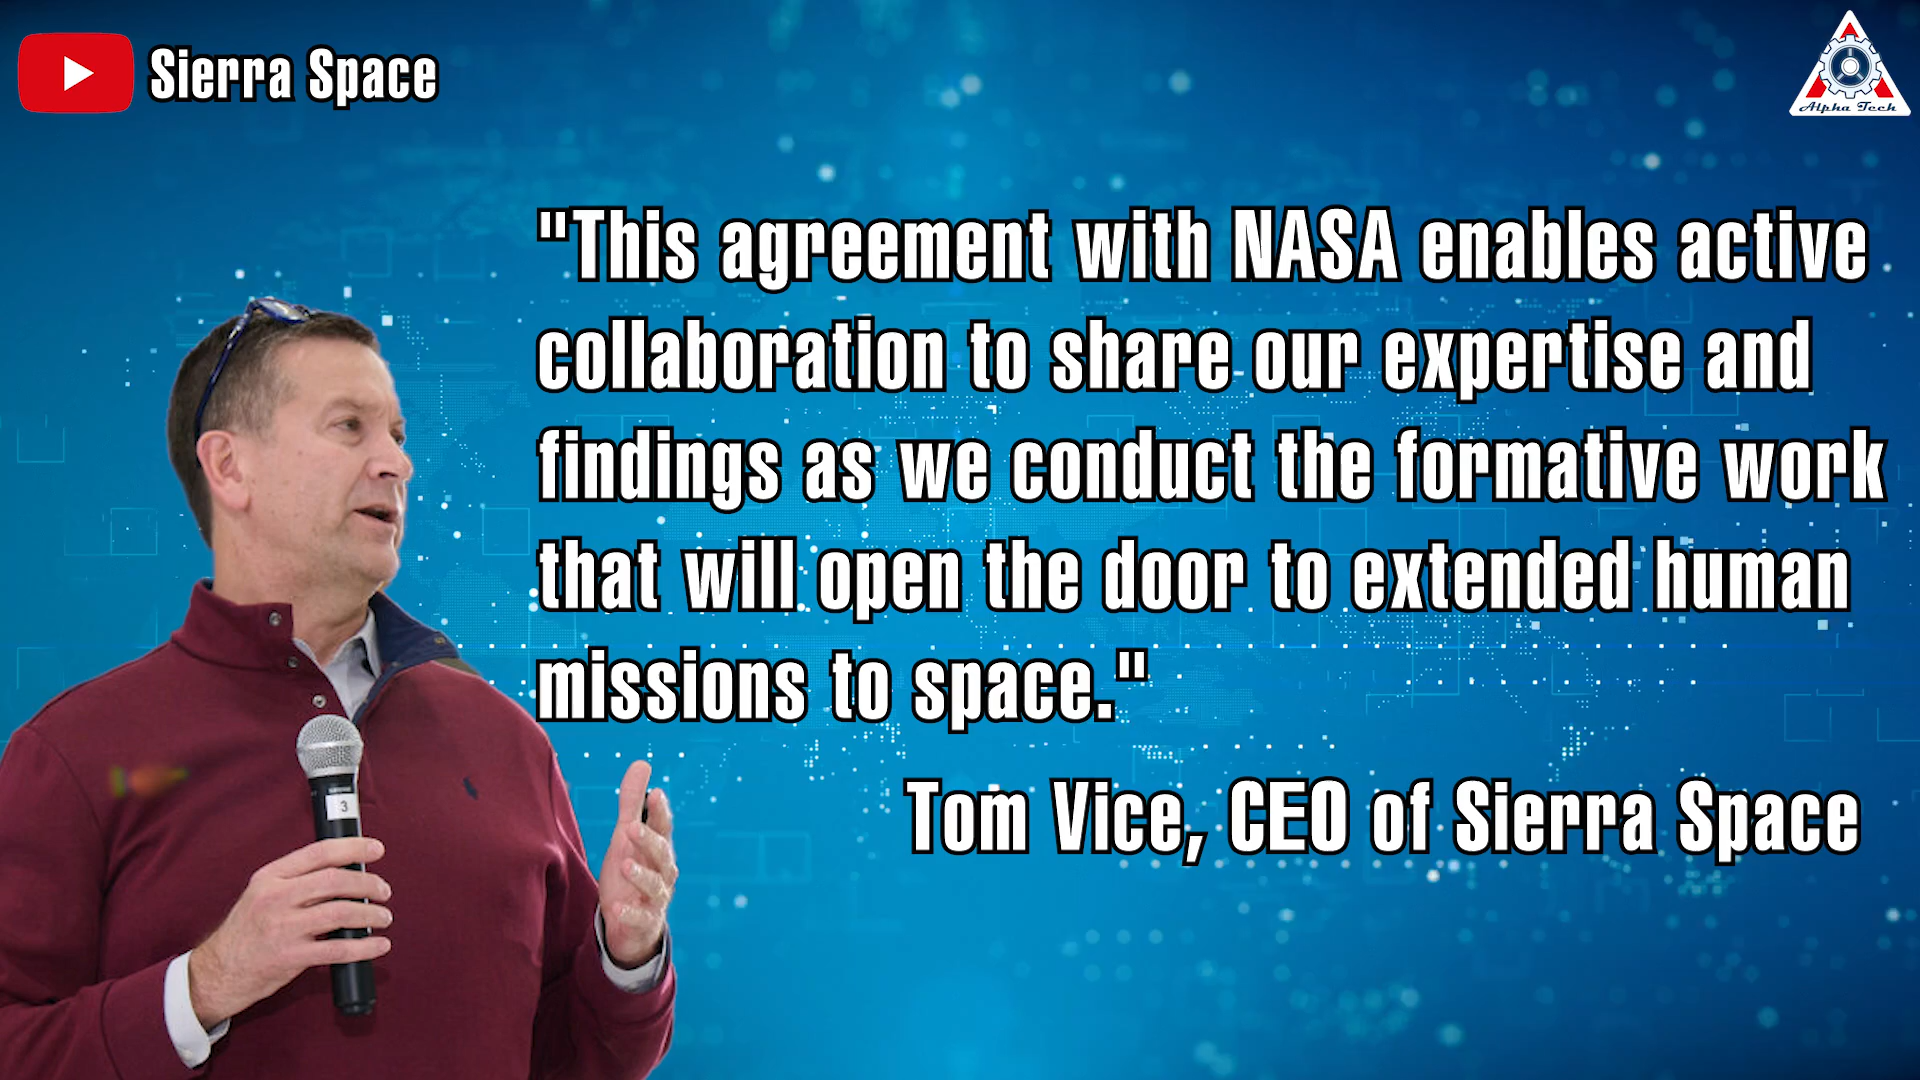 Sierra Space
Alpha Tech
"This agreement with NASA enables active
collaboration to share our expertise and
findings as we conduct the formative work
that will open the door to extended human
missions to space."
Tom Vice, CEO of Sierra Space
3